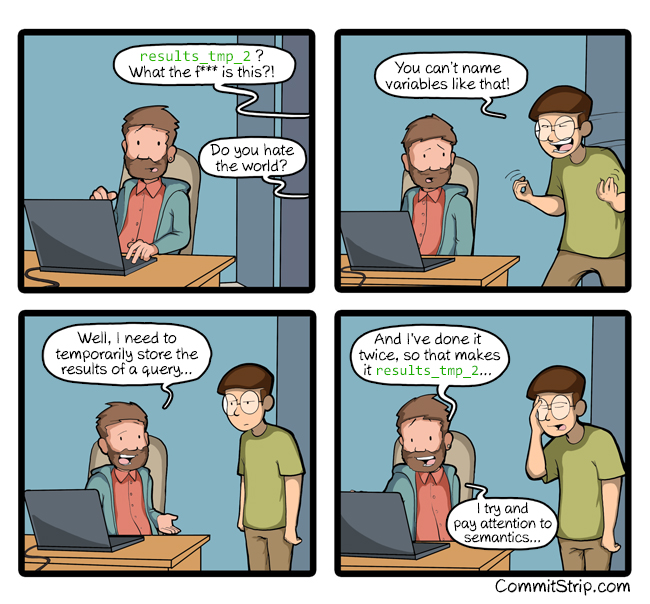 results_tmp_2 ?
What the f*** is this?!
Do you hate
the world?
You can't name
variables like that!
Well, I need to
temporarily store the
results of a query...
And I've done it
twice, so that makes
it results_tmp_2...
I try and
pay attention to
semantics...
CommitStrip.com